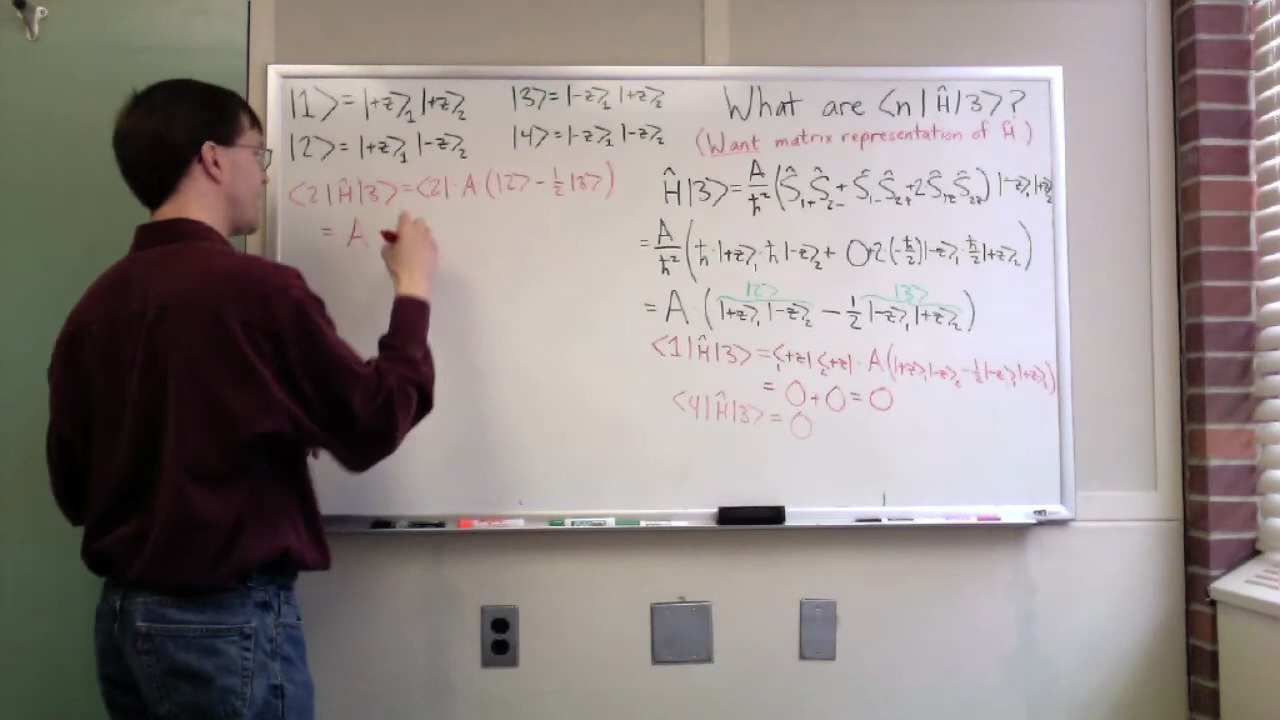 |1> = |+z>₁|+z>₂
|2> = |+z>₁|-z>₂
|3> = |-z>₁|+z>₂
|4> = |-z>₁|-z>₂
<2|Ĥ|3> = <2|·A(|2> - ½|3>)
= A
What are <n|Ĥ|3>?
(Want matrix representation of Ĥ)
Ĥ|3> = A/ħ² (Ŝ₁₊Ŝ₂₋ + Ŝ₁₋Ŝ₂₊ + 2Ŝ₁zŜ₂z) |-z>₁|+z>₂
= A/ħ² (ħ·|+z>₁·ħ|-z>₂ + 0+2·(-ħ/2)|-z>₁·ħ/2|+z>₂)
|2> |3>
= A (|+z>₁|-z>₂ - ½|-z>₁|+z>₂)
<1|Ĥ|3> = ₁<+z|₂<+z|·A(|+z>₁|-z>₂ - ½|-z>₁|+z>₂)
= 0+0 = 0
<4|Ĥ|3> = 0